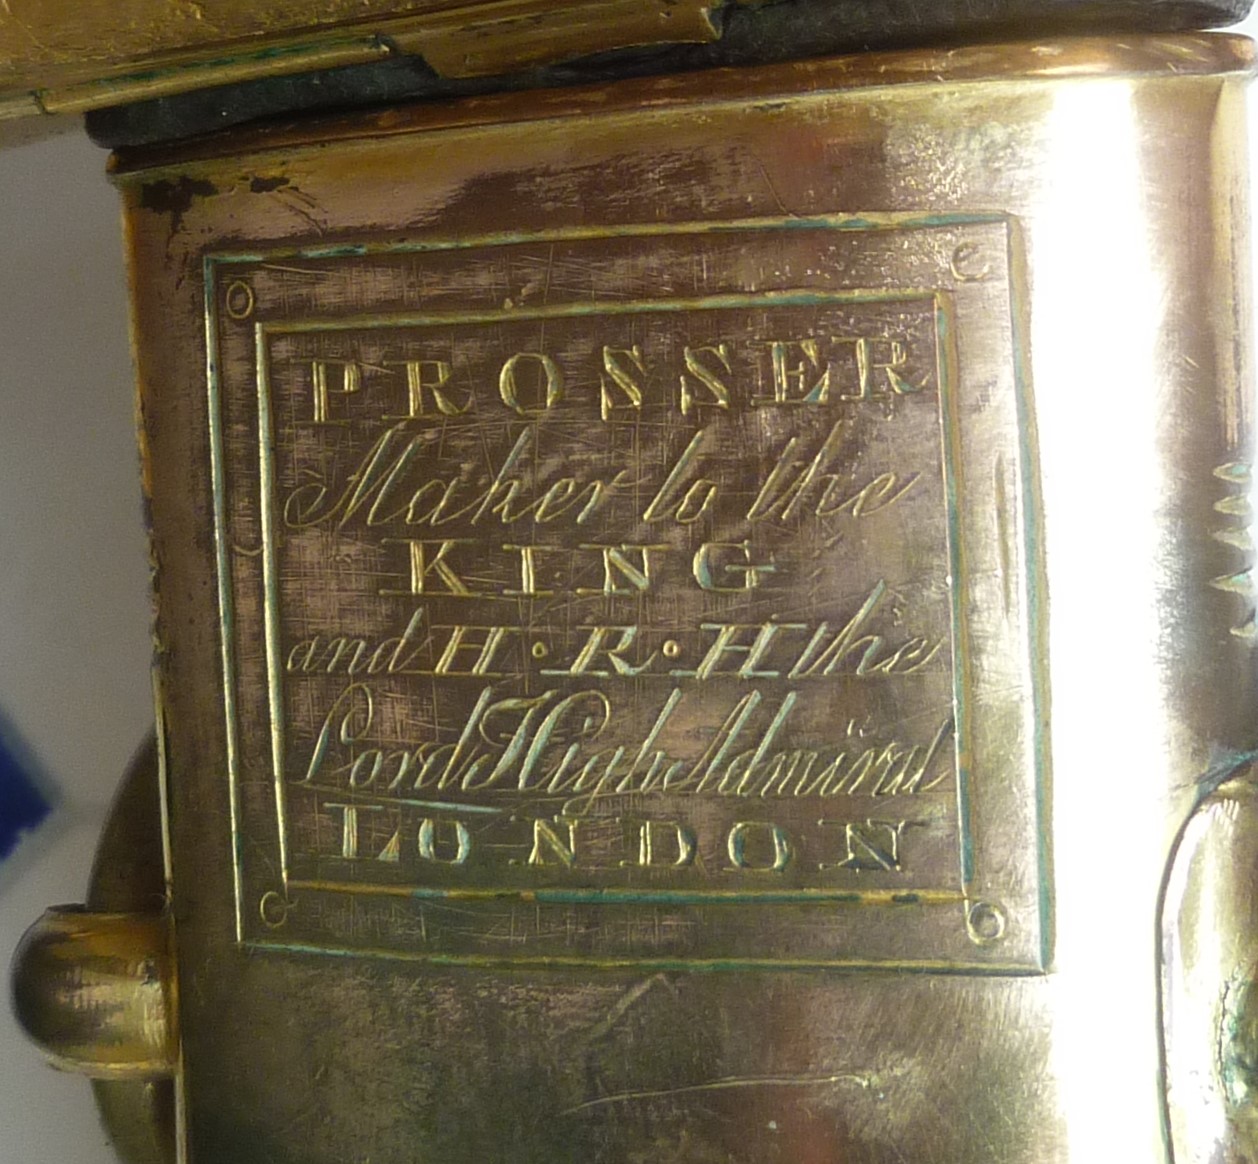 PROSSER
Maker to the
KING
and H·R·H the
Lord High Admiral
LONDON